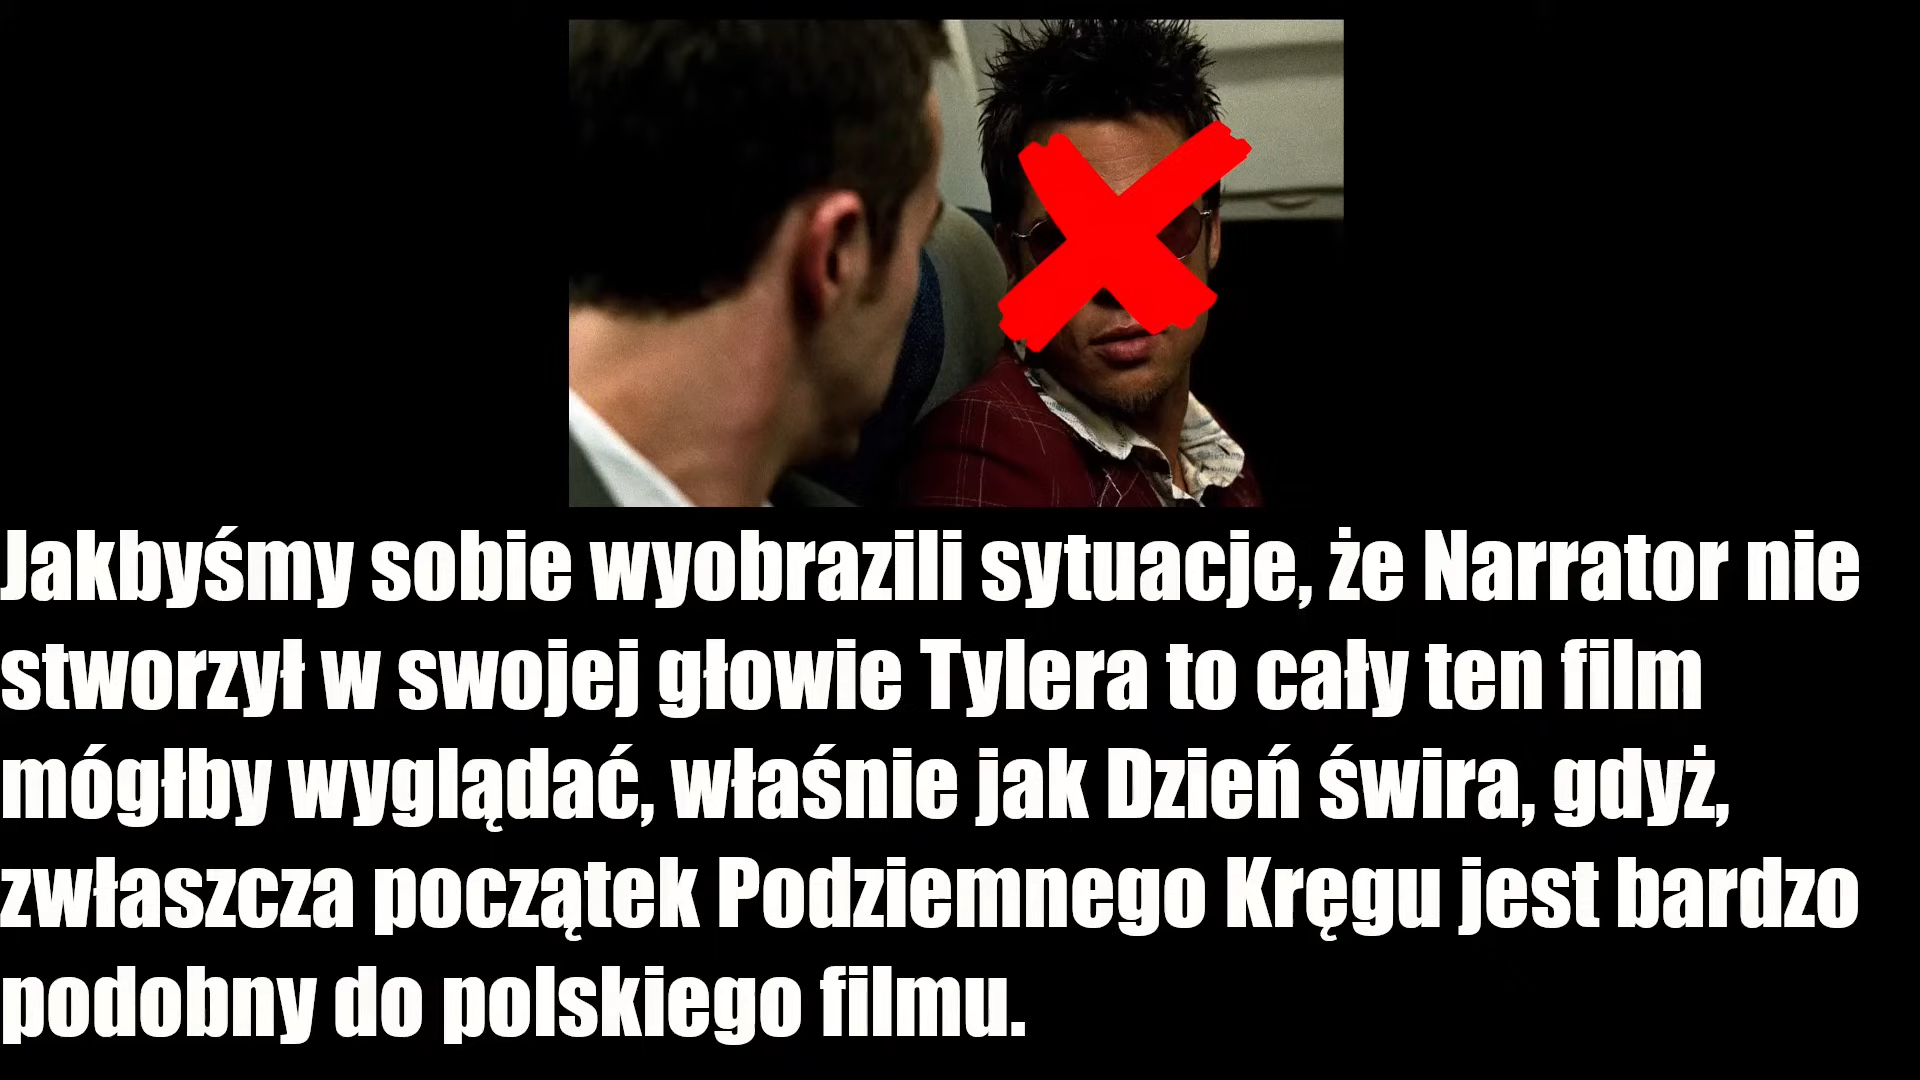 Jakbyśmy sobie wyobrazili sytuacje, że Narrator nie
stworzył w swojej głowie Tylera to cały ten film
mógłby wyglądać, właśnie jak Dzień świra, gdyż,
zwłaszcza początek Podziemnego Kręgu jest bardzo
podobny do polskiego filmu.